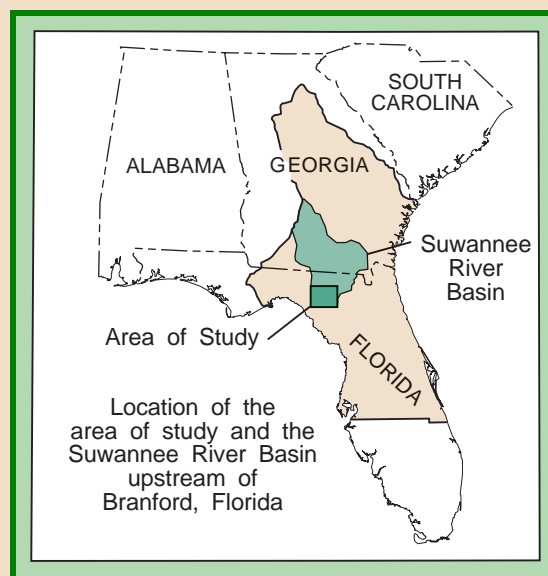 SOUTH
CAROLINA
ALABAMA
GEORGIA
Suwannee
River
Basin
Area of Study
FLORIDA
Location of the
area of study and the
Suwannee River Basin
upstream of
Branford, Florida